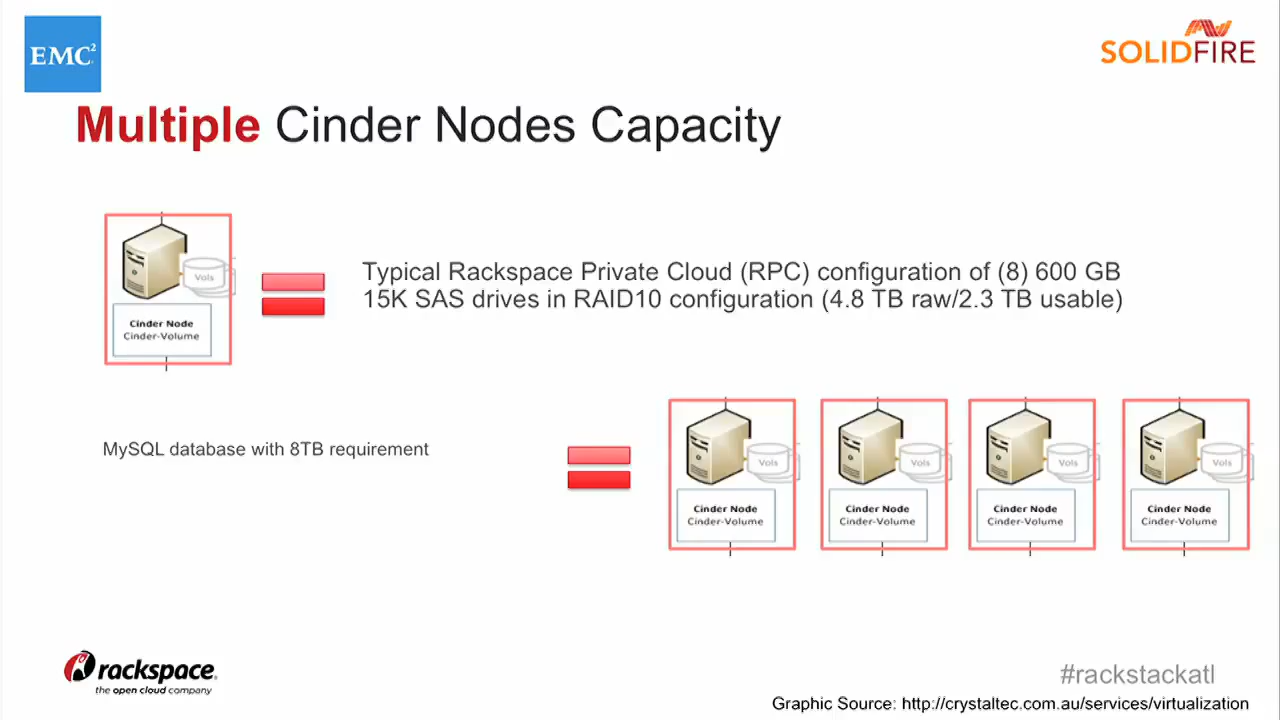 EMC²
SOLIDFIRE
Multiple Cinder Nodes Capacity
Vols
Cinder Node
Cinder-Volume
Typical Rackspace Private Cloud (RPC) configuration of (8) 600 GB
15K SAS drives in RAID10 configuration (4.8 TB raw/2.3 TB usable)
MySQL database with 8TB requirement
Vols
Cinder Node
Cinder-Volume
Vols
Cinder Node
Cinder-Volume
Vols
Cinder Node
Cinder-Volume
Vols
Cinder Node
Cinder-Volume
rackspace.
the open cloud company
#rackstackatl
Graphic Source: http://crystaltec.com.au/services/virtualization